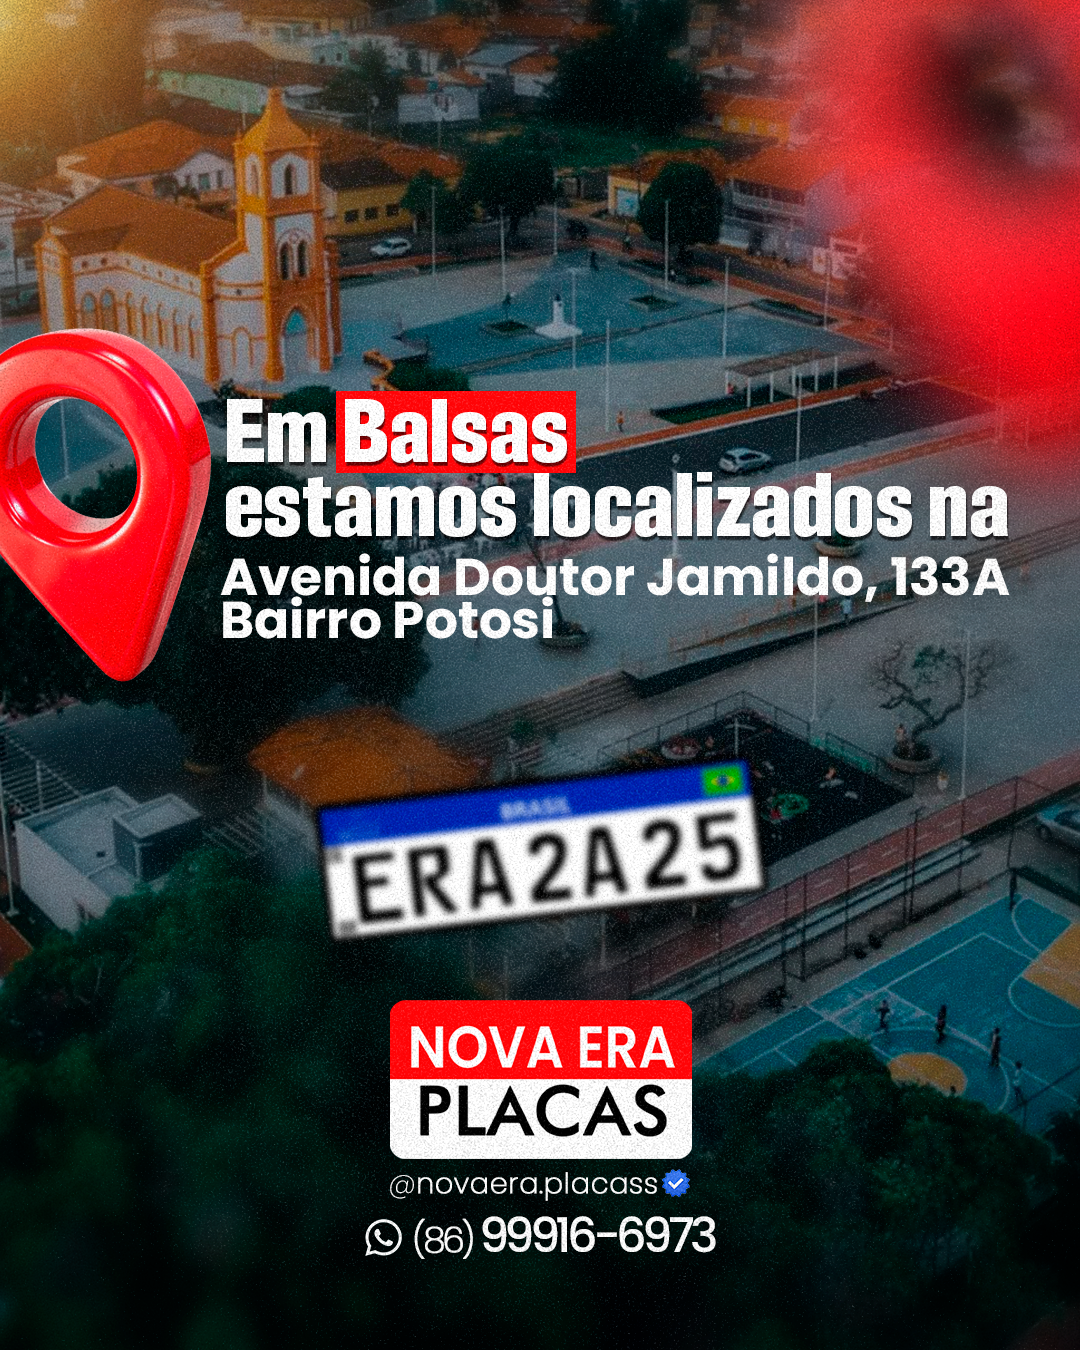 Em Balsas
estamos localizados na
Avenida Doutor Jamildo, 133A
Bairro Potosi
BRASIL
ERA2A25
NOVA ERA
PLACAS
@novaera.placass
(86) 99916-6973